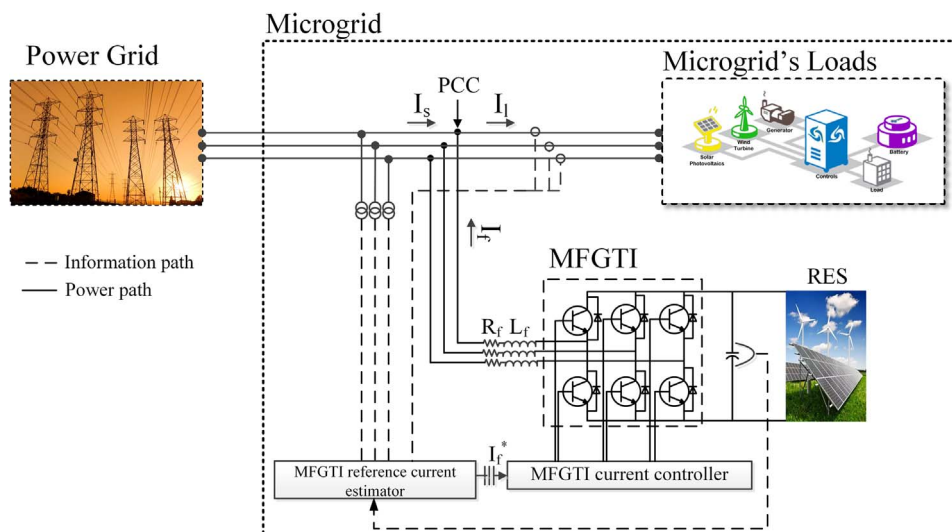 Microgrid
Power Grid
Microgrid's Loads
PCC
Is
Il
Solar
Photovoltaics
Wind
Turbine
Generator
Controls
Battery
Load
If
Information path
Power path
MFGTI
RES
Rf Lf
If*
MFGTI reference current
estimator
MFGTI current controller